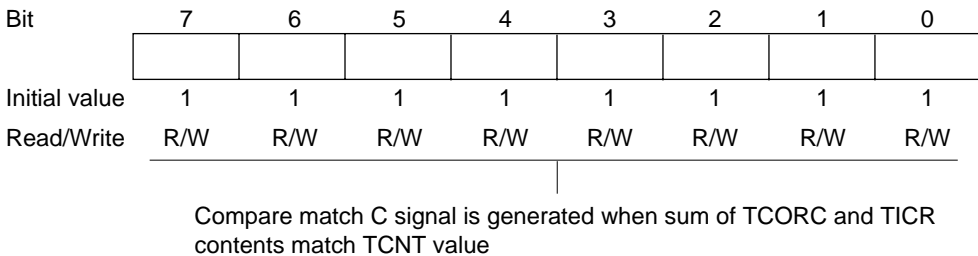 Bit 7 6 5 4 3 2 1 0
Initial value 1 1 1 1 1 1 1 1
Read/Write R/W R/W R/W R/W R/W R/W R/W R/W
Compare match C signal is generated when sum of TCORC and TICR
contents match TCNT value